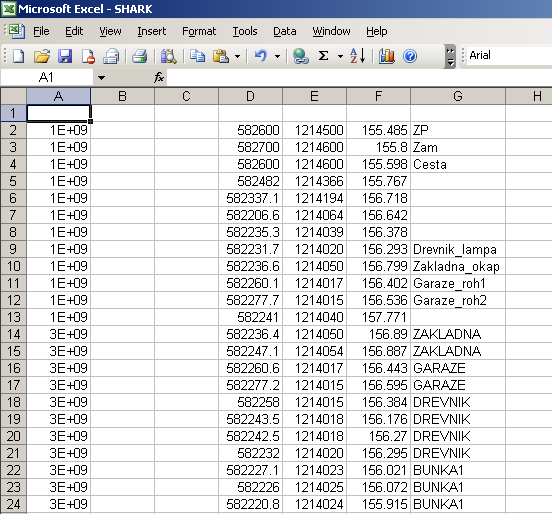 Microsoft Excel - SHARK
File Edit View Insert Format Tools Data Window Help
Σ Arial
A1 fx
A B C D E F G H
1
2 1E+09 582600 1214500 155.485 ZP
3 1E+09 582700 1214600 155.8 Zam
4 1E+09 582600 1214600 155.598 Cesta
5 1E+09 582482 1214366 155.767
6 1E+09 582337.1 1214194 156.718
7 1E+09 582206.6 1214064 156.642
8 1E+09 582235.3 1214039 156.378
9 1E+09 582231.7 1214020 156.293 Drevnik_lampa
10 1E+09 582236.6 1214050 156.799 Zakladna_okap
11 1E+09 582260.1 1214017 156.402 Garaze_roh1
12 1E+09 582277.7 1214015 156.536 Garaze_roh2
13 1E+09 582241 1214040 157.771
14 3E+09 582236.4 1214050 156.89 ZAKLADNA
15 3E+09 582247.1 1214054 156.887 ZAKLADNA
16 3E+09 582260.6 1214017 156.443 GARAZE
17 3E+09 582277.2 1214015 156.595 GARAZE
18 3E+09 582258 1214015 156.384 DREVNIK
19 3E+09 582243.5 1214018 156.176 DREVNIK
20 3E+09 582242.5 1214018 156.27 DREVNIK
21 3E+09 582232 1214020 156.295 DREVNIK
22 3E+09 582227.1 1214023 156.021 BUNKA1
23 3E+09 582226 1214025 156.072 BUNKA1
24 3E+09 582220.8 1214024 155.915 BUNKA1